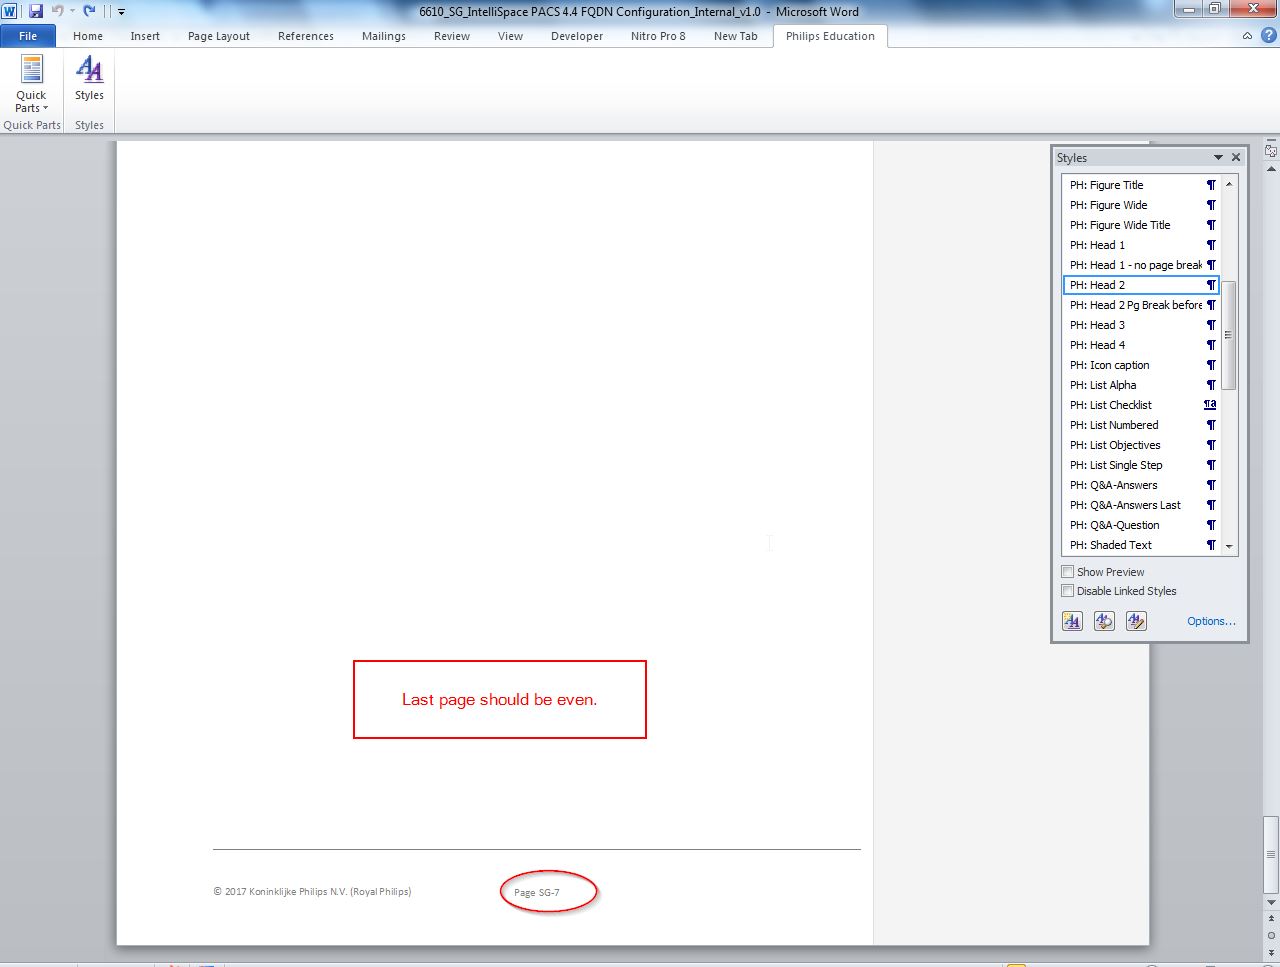 6610_SG_IntelliSpace PACS 4.4 FQDN Configuration_Internal_v1.0 - Microsoft Word
File Home Insert Page Layout References Mailings Review View Developer Nitro Pro 8 New Tab Philips Education
Quick
Parts
Styles
Quick Parts
Styles
Styles
PH: Figure Title
PH: Figure Wide
PH: Figure Wide Title
PH: Head 1
PH: Head 1 - no page break
PH: Head 2
PH: Head 2 Pg Break before
PH: Head 3
PH: Head 4
PH: Icon caption
PH: List Alpha
PH: List Checklist
PH: List Numbered
PH: List Objectives
PH: List Single Step
PH: Q&A-Answers
PH: Q&A-Answers Last
PH: Q&A-Question
PH: Shaded Text
Show Preview
Disable Linked Styles
Options...
Last page should be even.
© 2017 Koninklijke Philips N.V. (Royal Philips)
Page SG-7